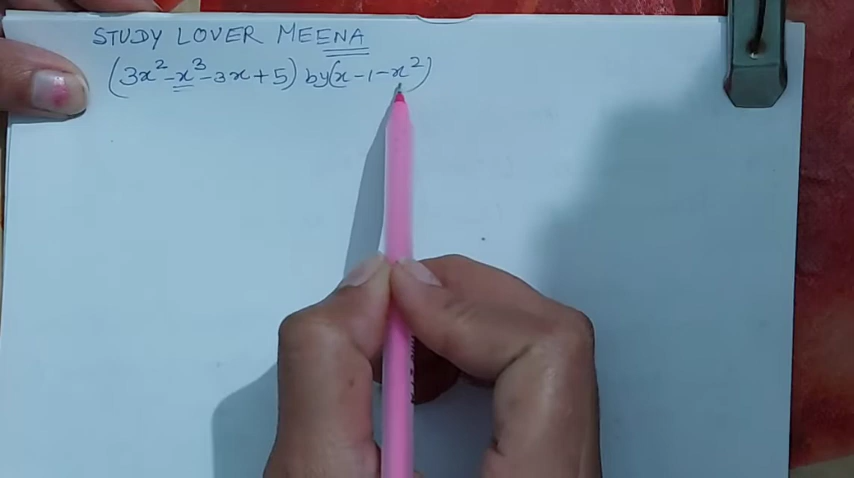 STUDY LOVER MEENA
(3x² - x³ - 3x + 5) by (x - 1 - x²)